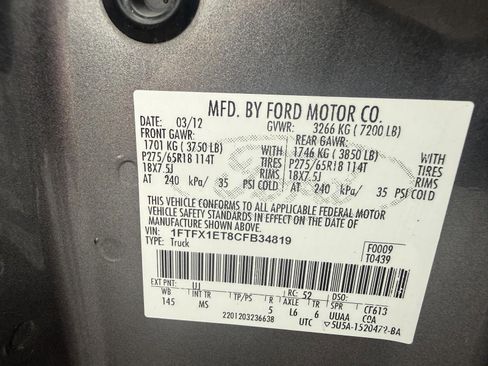 MFD. BY FORD MOTOR CO.
DATE: 03/12 GVWR: 3266 KG ( 7200 LB)
FRONT GAWR: REAR GAWR:
1701 KG ( 3750 LB) WITH 1746 KG ( 3850 LB) WITH
P275/65R18 114T TIRES P275/65R18 114T TIRES
18X7.5J RIMS 18X7.5J RIMS
AT 240 kPa/ 35 PSI COLD AT 240 kPa/ 35 PSI COLD
THIS VEHICLE CONFORMS TO ALL APPLICABLE FEDERAL MOTOR
VEHICLE SAFETY STANDARDS IN EFFECT ON THE DATE OF
MANUFACTURE SHOWN ABOVE.
VIN: 1FTFX1ET8CFB34819
TYPE: Truck
F0009
T0439
EXT PNT: UJ RC: 52 DSO:
WB INT TR TP/PS R AXLE TR SPR CF613
145 MS 5 L6 6 UUAA
2201203236638 UTC 5U5A-1520472-BA